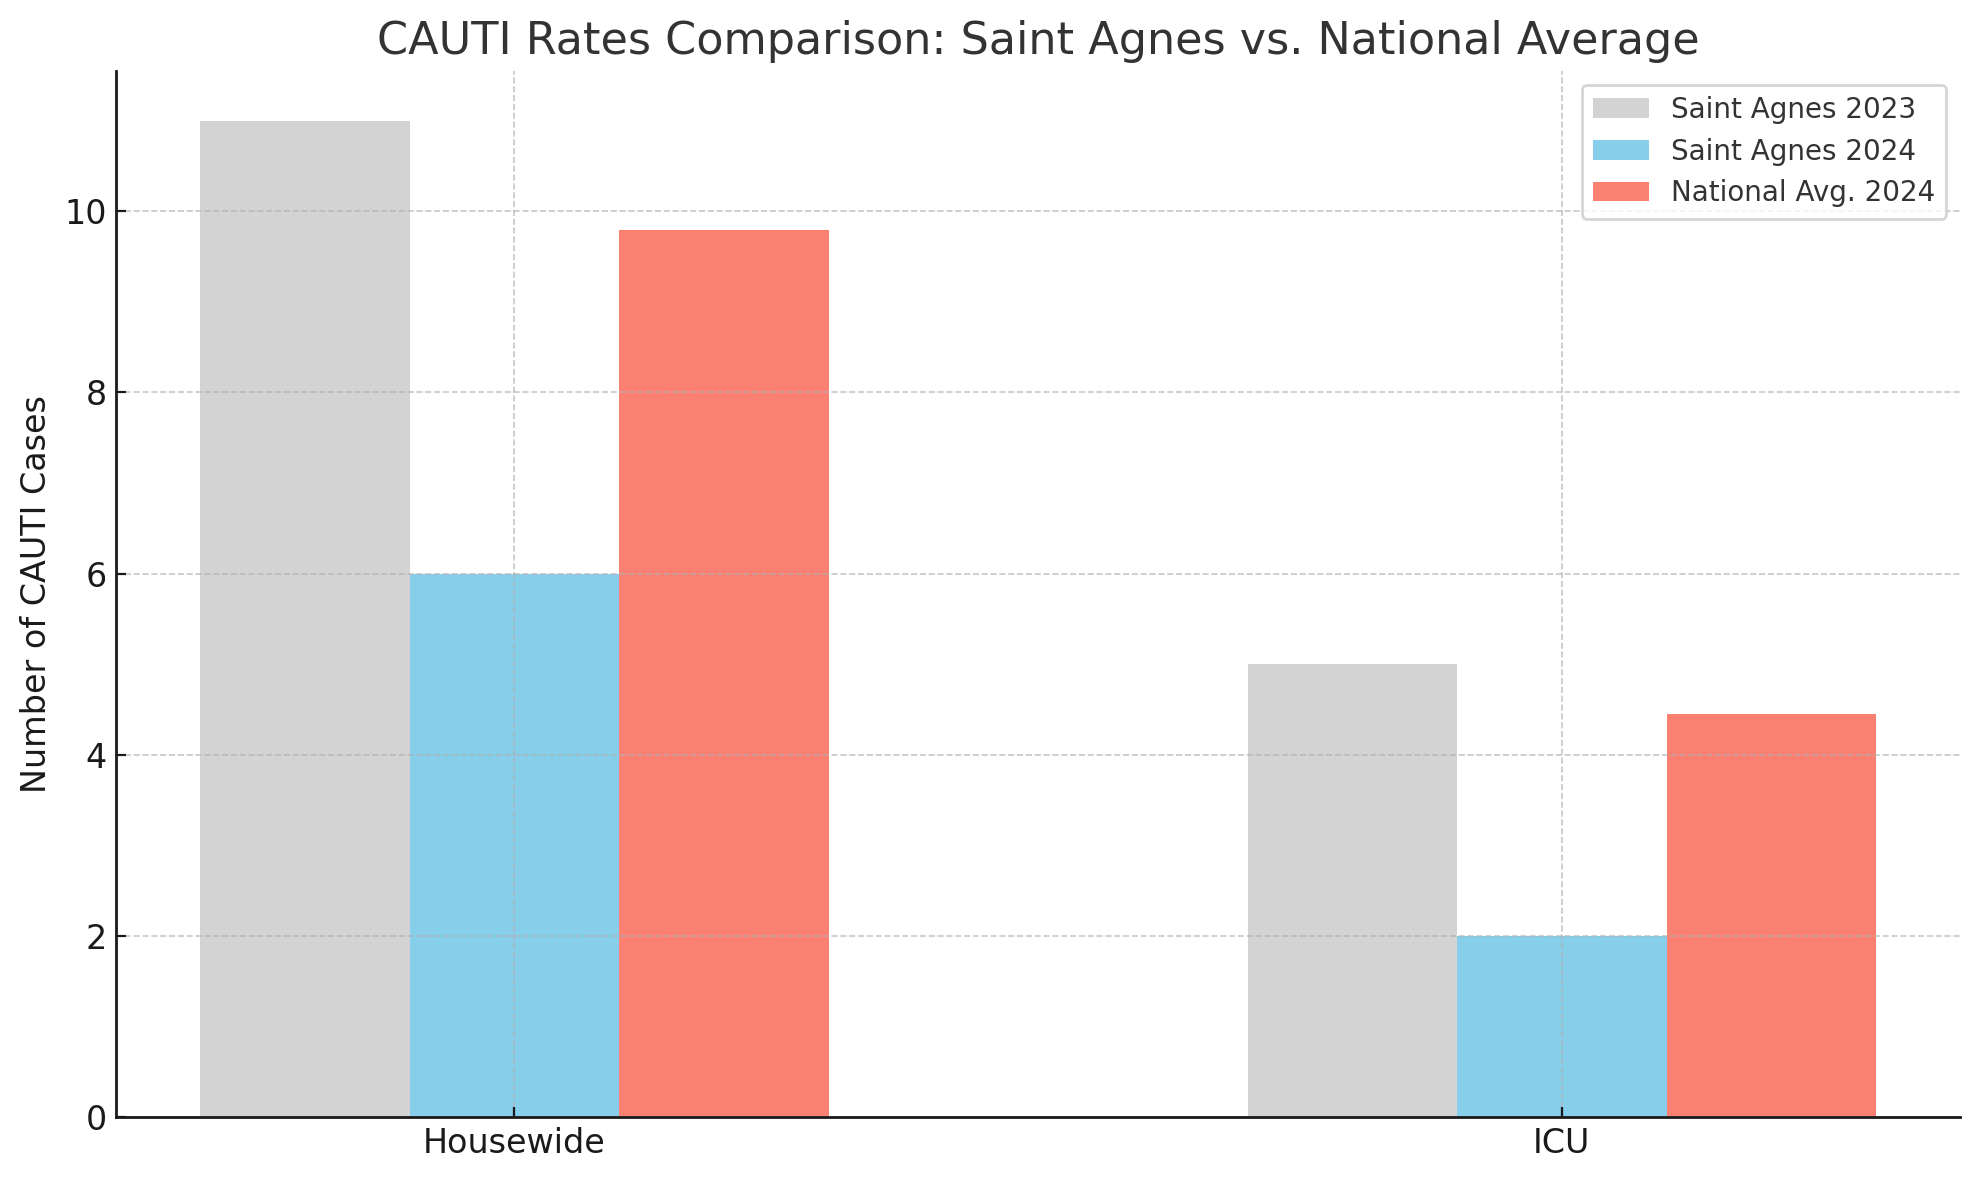 CAUTI Rates Comparison: Saint Agnes vs. National Average
Saint Agnes 2023
Saint Agnes 2024
National Avg. 2024
Number of CAUTI Cases
10
8
6
4
2
0
Housewide
ICU